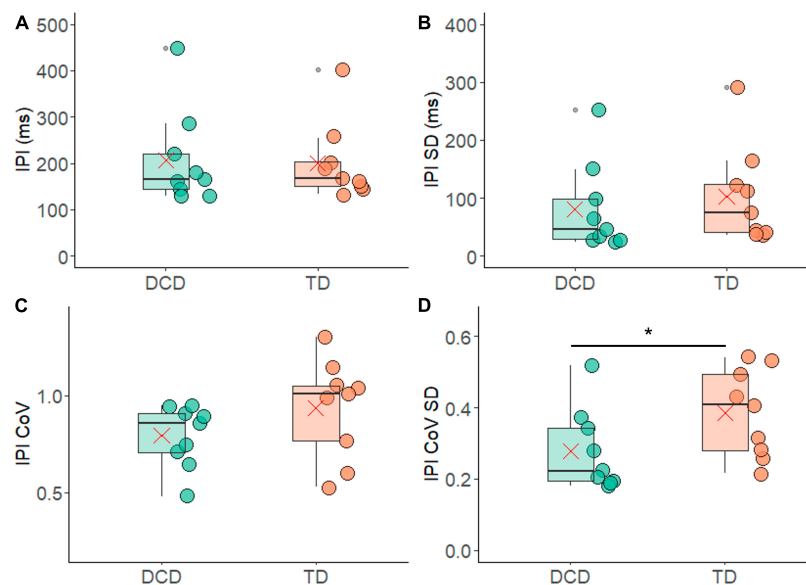 A
B
IPI (ms)
500
400
300
200
100
0
DCD
TD
IPI SD (ms)
400
300
200
100
0
DCD
TD
C
D
IPI CoV
1.0
0.5
DCD
TD
IPI CoV SD
0.6
0.4
0.2
0.0
*
DCD
TD